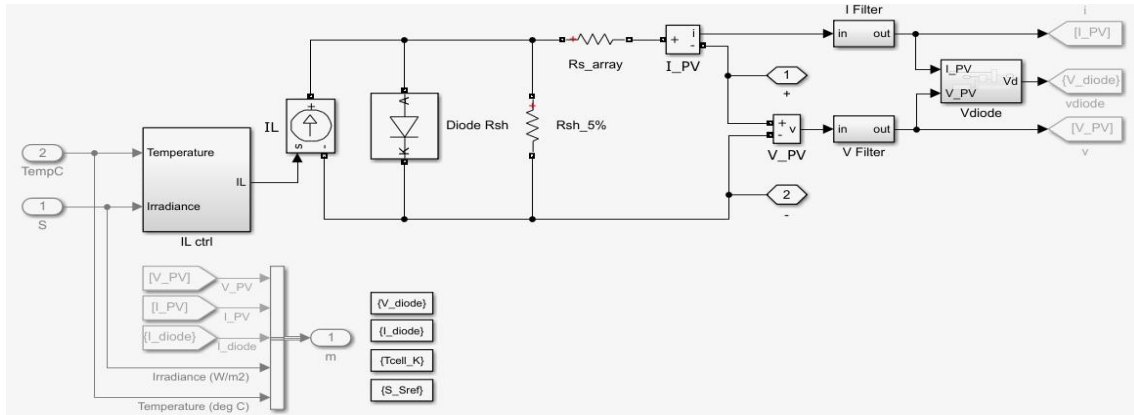 i
I Filter
in out
[I_PV]
+ i
-
I_PV
Rs_array
1
+
I_PV
V_PV
Vd
Vdiode
{V_diode}
vdiode
+
- v
V_PV
in out
V Filter
[V_PV]
v
2
-
IL
+
s -
A
K
Diode Rsh
Rsh_5%
2
TempC
1
S
Temperature
Irradiance
IL
IL ctrl
[V_PV]
V_PV
[I_PV]
I_PV
{I_diode}
I_diode
Irradiance (W/m2)
Temperature (deg C)
1
m
{V_diode}
{I_diode}
{Tcell_K}
{S_Sref}